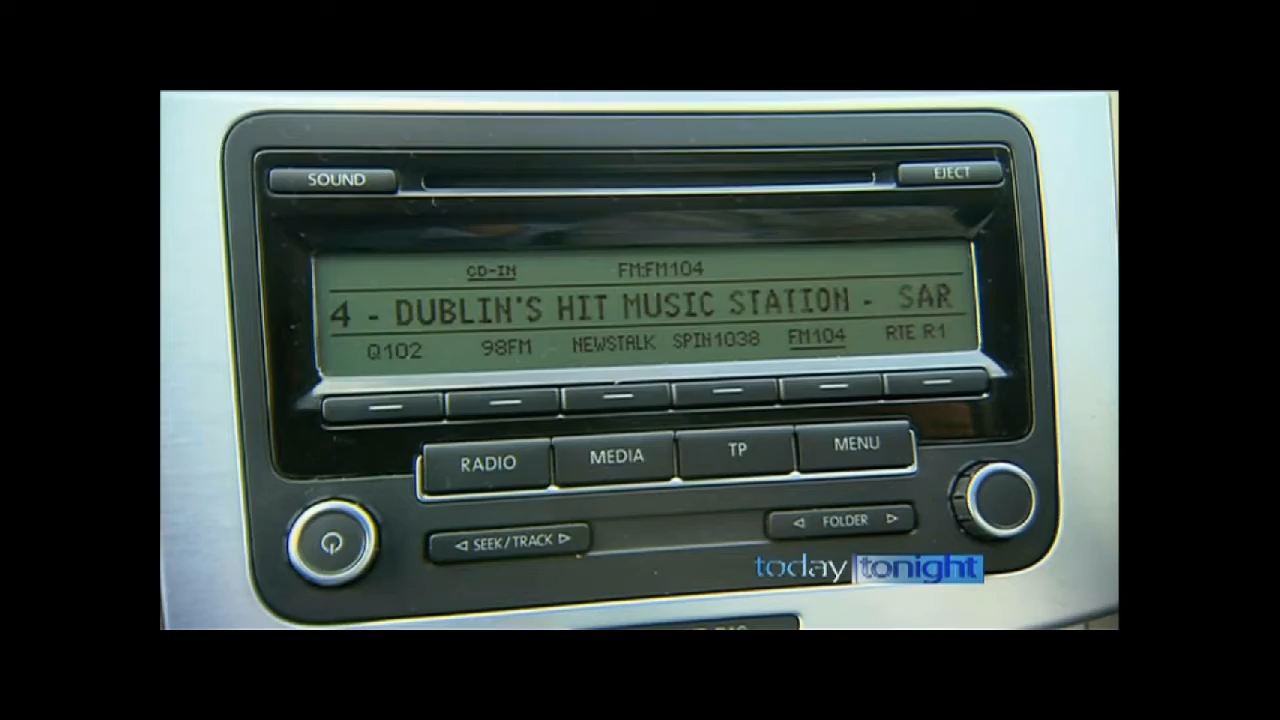 SOUND
EJECT
CD-IN FM:FM104
4 - DUBLIN'S HIT MUSIC STATION - SAR
Q102 98FM NEWSTALK SPIN1038 FM104 RTE R1
RADIO MEDIA TP MENU
SEEK/TRACK FOLDER
today tonight